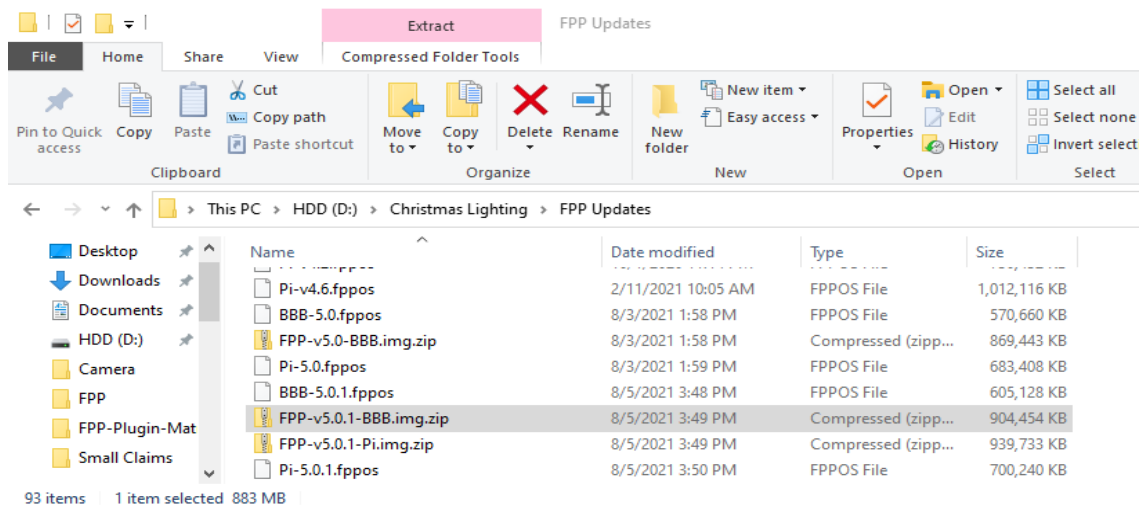 Extract
FPP Updates
File
Home
Share
View
Compressed Folder Tools
Pin to Quick access
Copy
Paste
Cut
Copy path
Paste shortcut
Clipboard
Move to
Copy to
Delete
Rename
Organize
New folder
New item
Easy access
New
Properties
Open
Edit
History
Open
Select all
Select none
Invert select
Select
This PC > HDD (D:) > Christmas Lighting > FPP Updates
Desktop
Downloads
Documents
HDD (D:)
Camera
FPP
FPP-Plugin-Mat
Small Claims
Name Date modified Type Size
Pi-v4.6.fppos 2/11/2021 10:05 AM FPPOS File 1,012,116 KB
BBB-5.0.fppos 8/3/2021 1:58 PM FPPOS File 570,660 KB
FPP-v5.0-BBB.img.zip 8/3/2021 1:58 PM Compressed (zipp... 869,443 KB
Pi-5.0.fppos 8/3/2021 1:59 PM FPPOS File 683,408 KB
BBB-5.0.1.fppos 8/5/2021 3:48 PM FPPOS File 605,128 KB
FPP-v5.0.1-BBB.img.zip 8/5/2021 3:49 PM Compressed (zipp... 904,454 KB
FPP-v5.0.1-Pi.img.zip 8/5/2021 3:49 PM Compressed (zipp... 939,733 KB
Pi-5.0.1.fppos 8/5/2021 3:50 PM FPPOS File 700,240 KB
93 items 1 item selected 883 MB